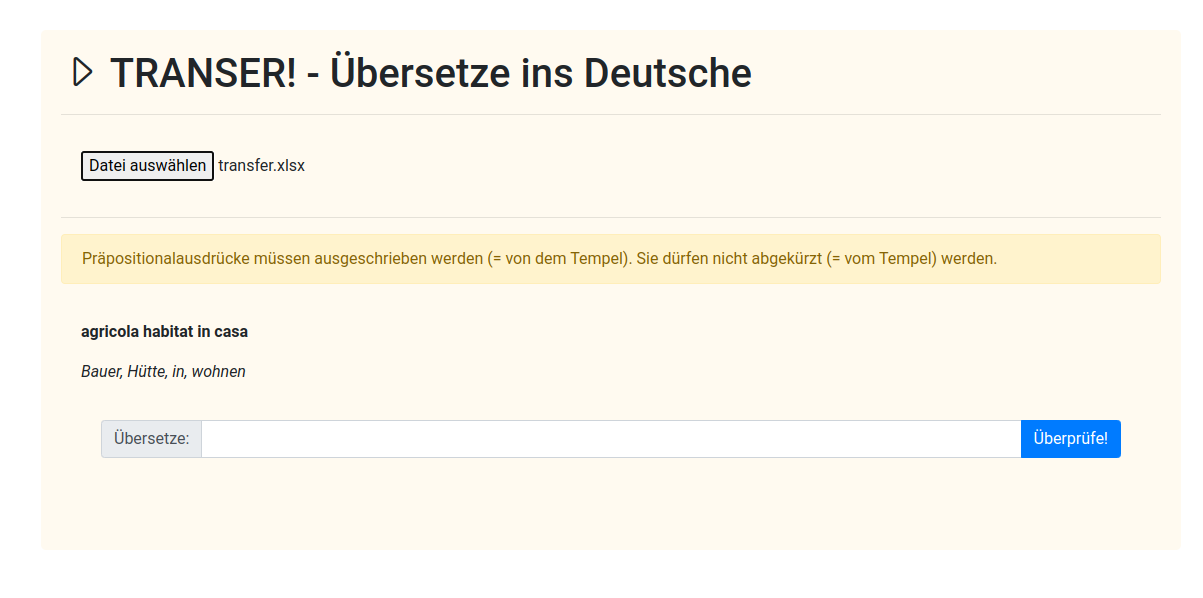 TRANSER! - Übersetze ins Deutsche
Datei auswählen transfer.xlsx
Präpositionalausdrücke müssen ausgeschrieben werden (= von dem Tempel). Sie dürfen nicht abgekürzt (= vom Tempel) werden.
agricola habitat in casa
Bauer, Hütte, in, wohnen
Übersetze: Überprüfe!